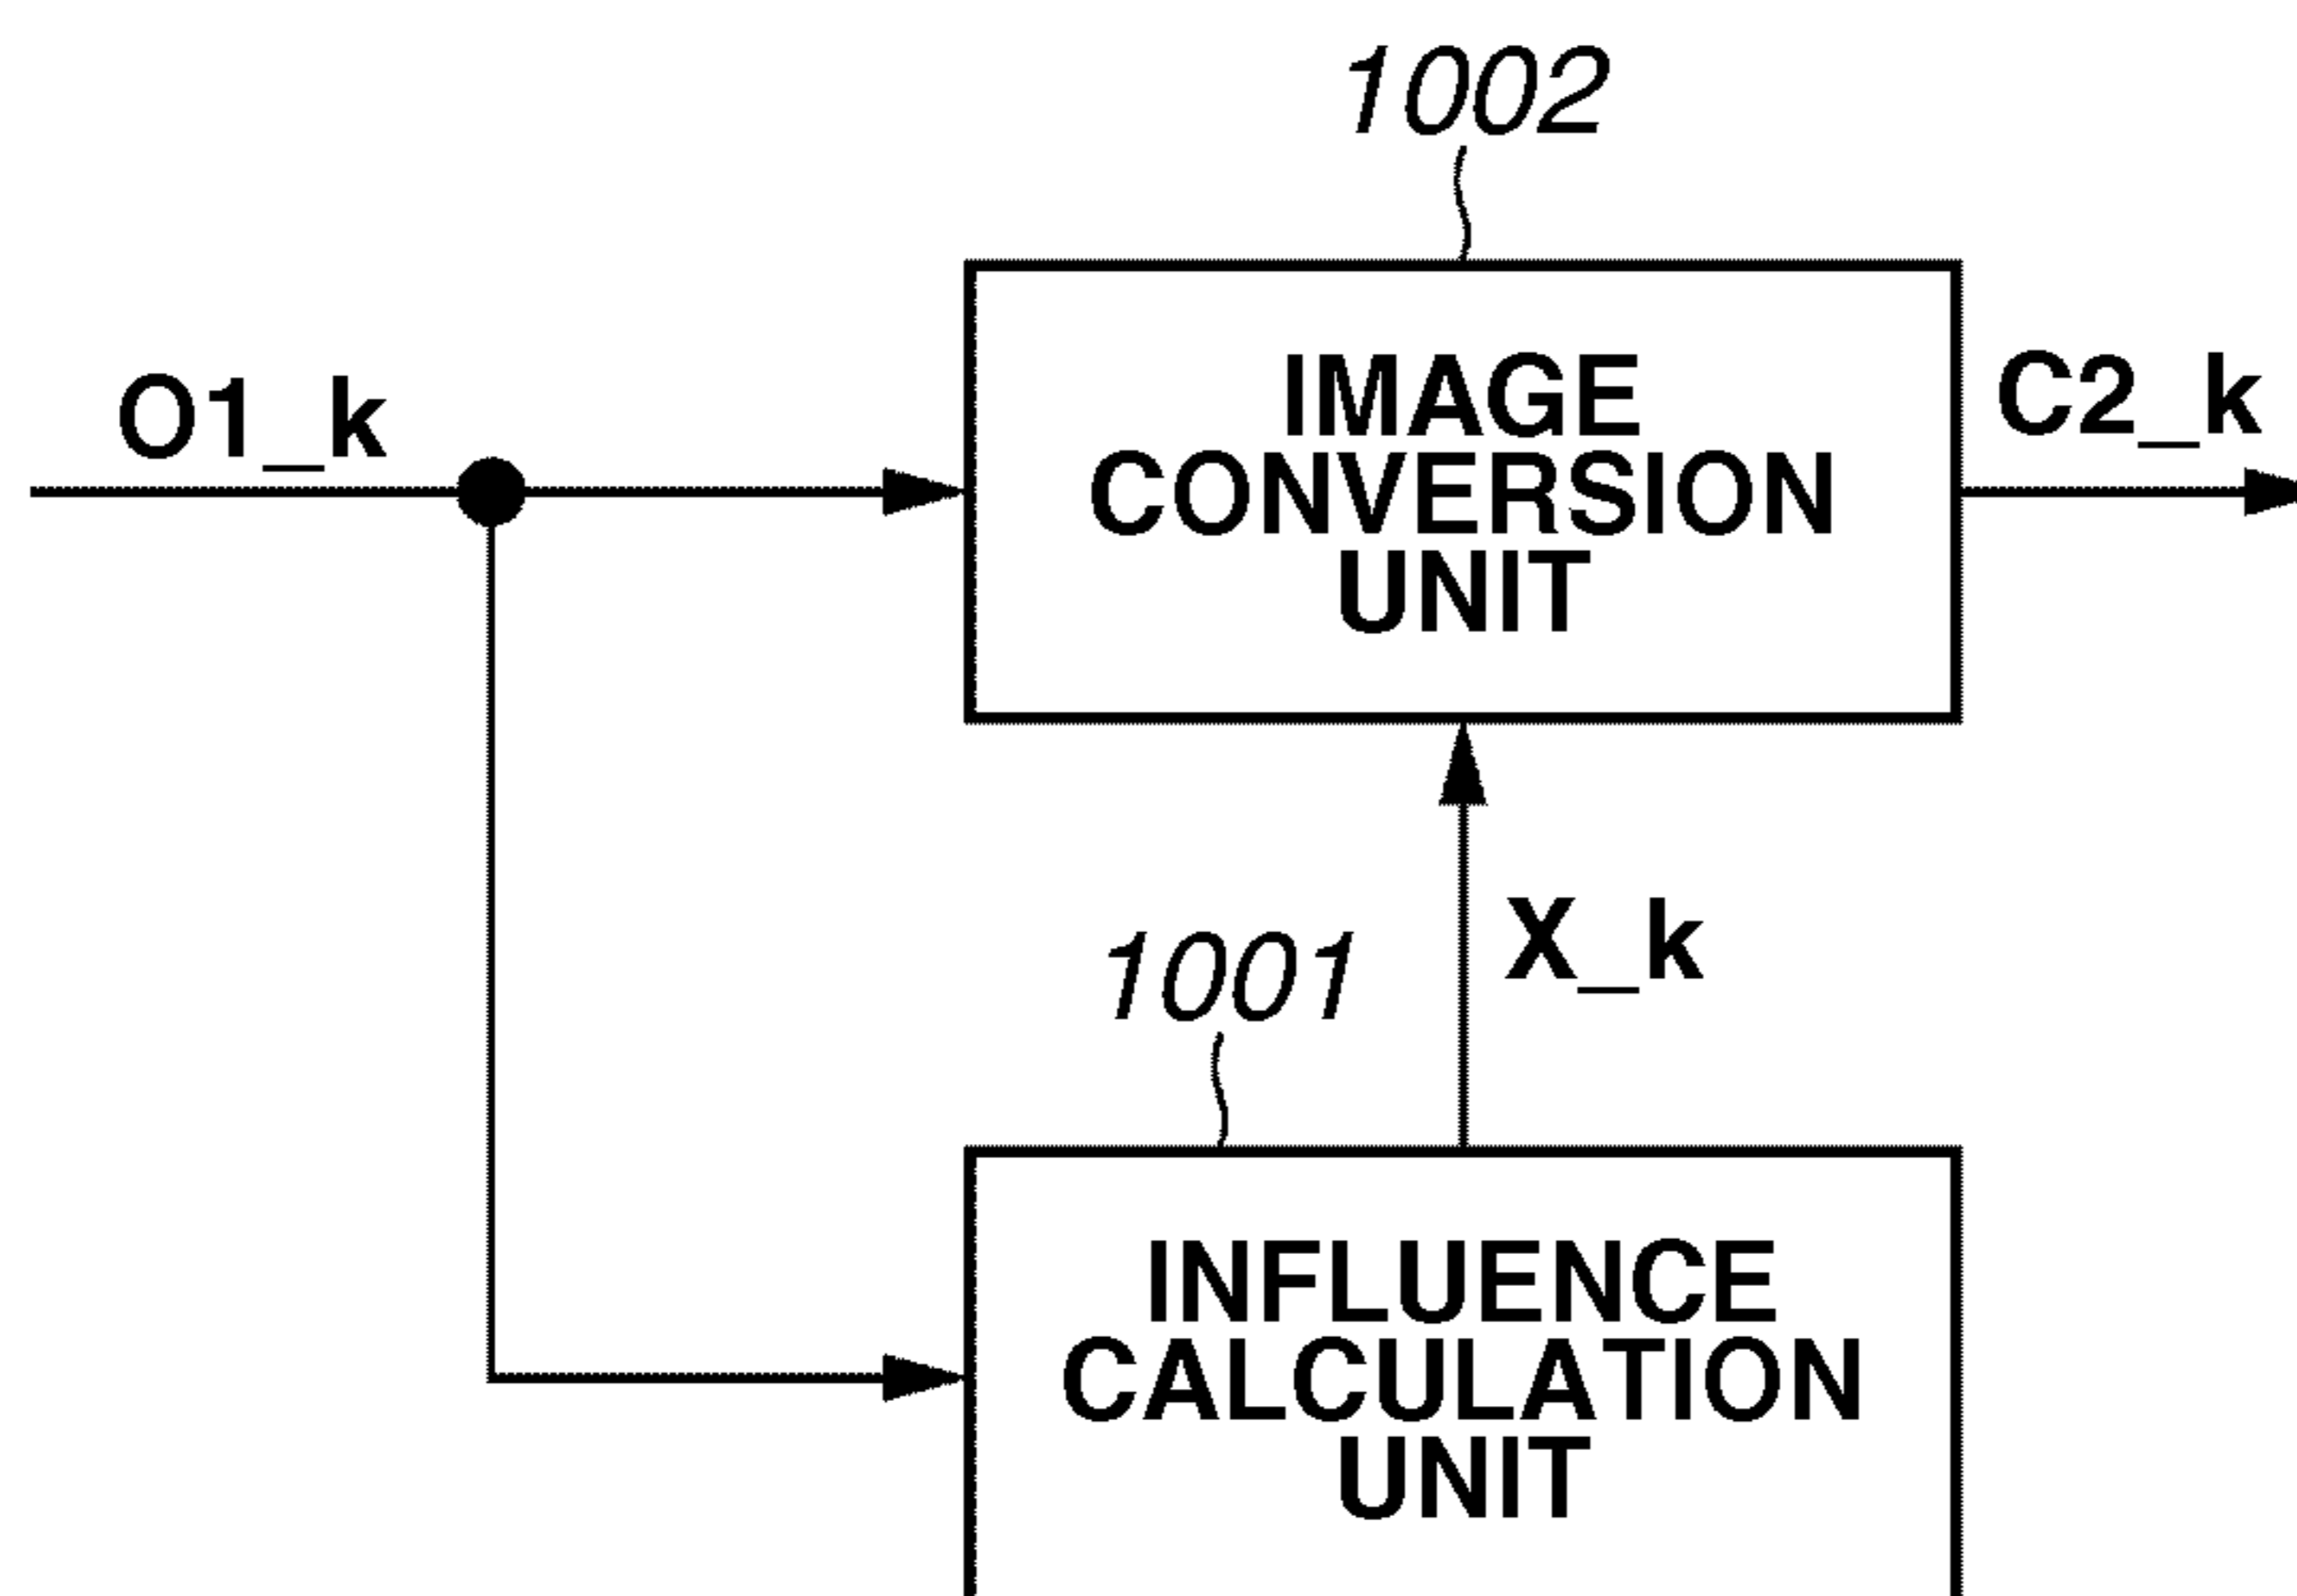 1002
O1_k
IMAGE
CONVERSION
UNIT
C2_k
X_k
1001
INFLUENCE
CALCULATION
UNIT